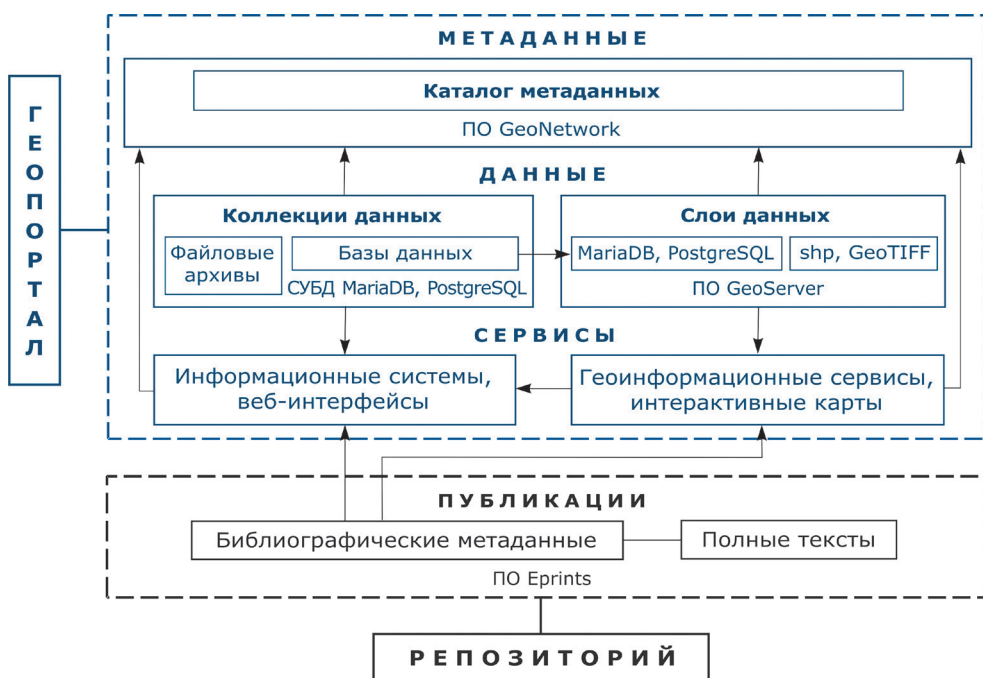 МЕТАДАННЫЕ
Каталог метаданных
ПО GeoNetwork
ГЕОПОРТАЛ
ДАННЫЕ
Коллекции данных
Файловые
архивы
Базы данных
СУБД MariaDB, PostgreSQL
Слои данных
MariaDB, PostgreSQL
shp, GeoTIFF
ПО GeoServer
СЕРВИСЫ
Информационные системы,
веб-интерфейсы
Геоинформационные сервисы,
интерактивные карты
ПУБЛИКАЦИИ
Библиографические метаданные
Полные тексты
ПО Eprints
РЕПОЗИТОРИЙ